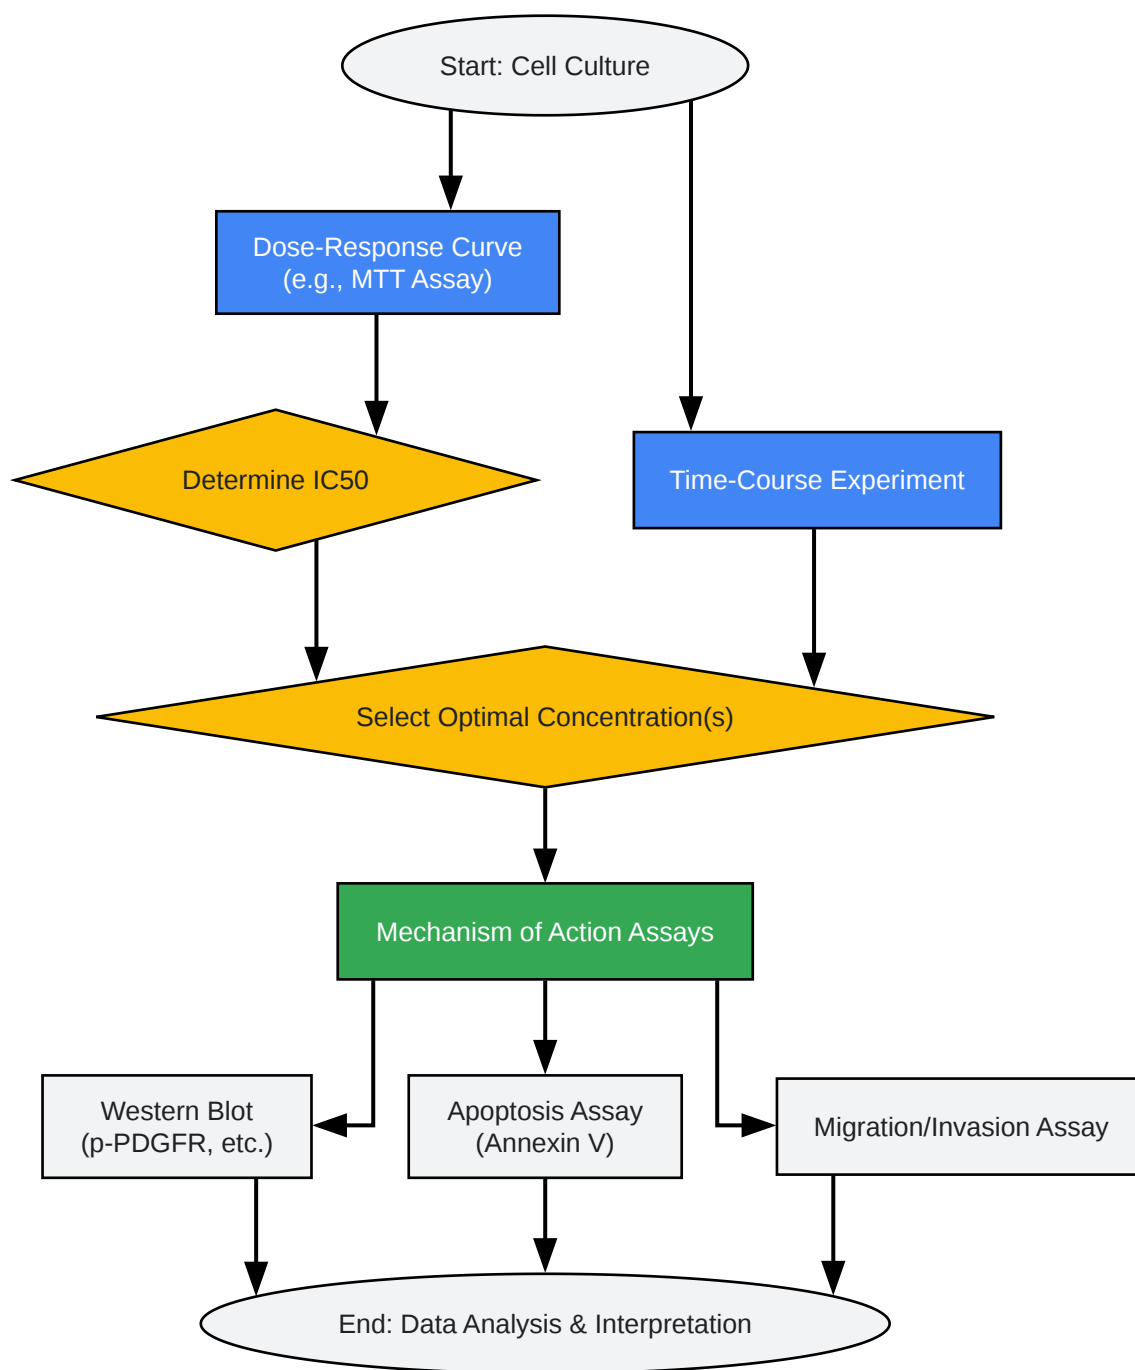 Start: Cell Culture
Dose-Response Curve
(e.g., MTT Assay)
Determine IC50
Time-Course Experiment
Select Optimal Concentration(s)
Mechanism of Action Assays
Western Blot
(p-PDGFR, etc.)
Apoptosis Assay
(Annexin V)
Migration/Invasion Assay
End: Data Analysis & Interpretation